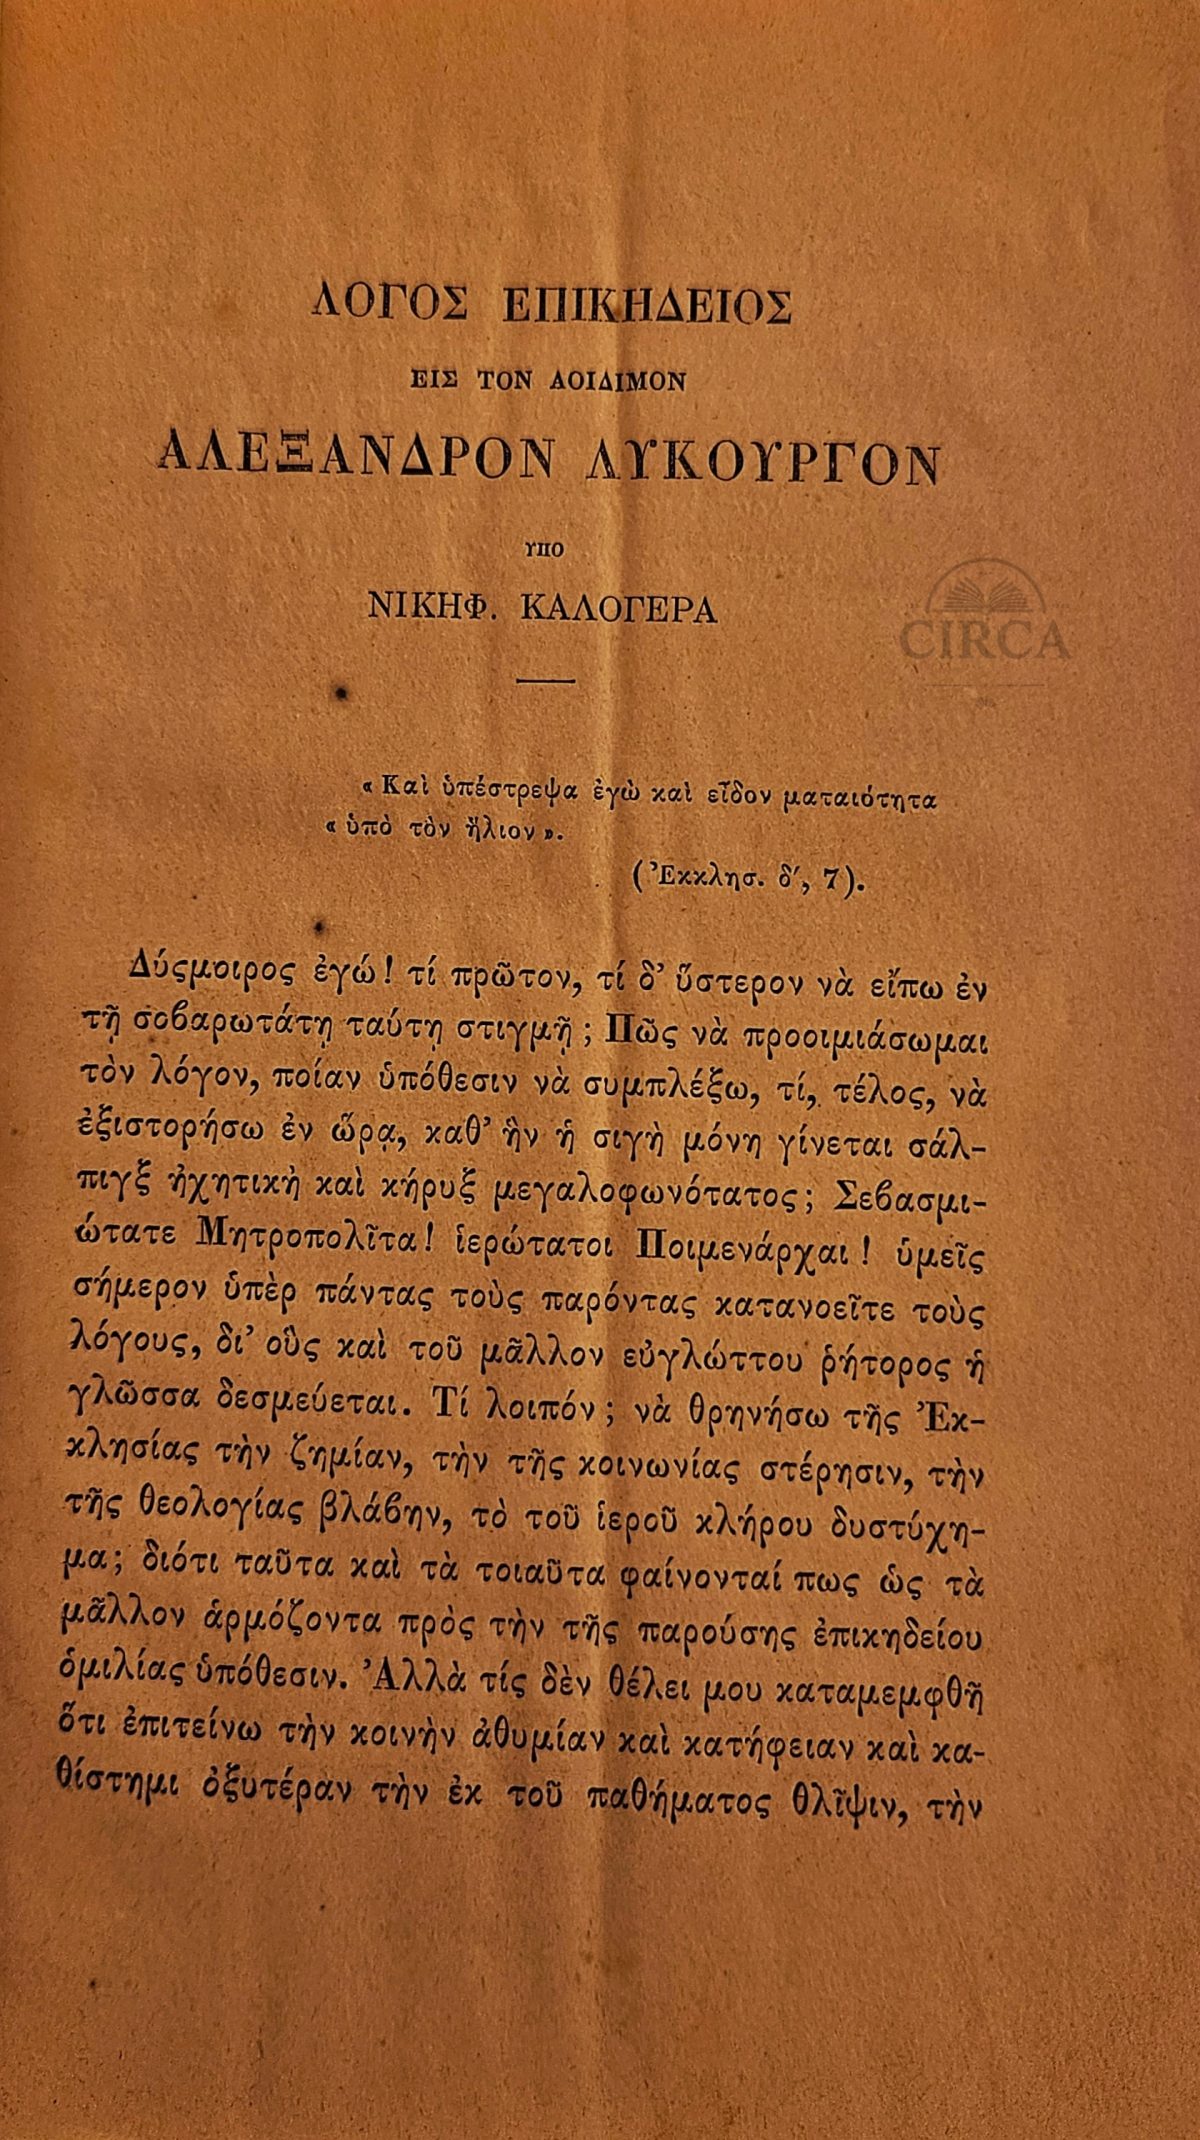 ΛΟΓΟΣ ΕΠΙΚΗΔΕΙΟΣ
ΕΙΣ ΤΟΝ ΑΟΙΔΙΜΟΝ
ΑΛΕΞΑΝΔΡΟΝ ΛΥΚΟΥΡΓΟΝ
ΥΠΟ
ΝΙΚΗΦ. ΚΑΛΟΓΕΡΑ
CIRCA
« Καὶ ὑπέστρεψα ἐγὼ καὶ εἶδον ματαιότητα
« ὑπὸ τὸν ἥλιον ».
(Ἐκκλησ. δ', 7).
Δύςμοιρος ἐγώ! τί πρῶτον, τί δ' ὕστερον νὰ εἴπω ἐν
τῇ σοβαρωτάτῃ ταύτῃ στιγμῇ; Πῶς νὰ προοιμιάσωμαι
τὸν λόγον, ποίαν ὑπόθεσιν νὰ συμπλέξω, τί, τέλος, νὰ
ἐξιστορήσω ἐν ὥρᾳ, καθ' ἣν ἡ σιγὴ μόνη γίνεται σάλ-
πιγξ ἠχητικὴ καὶ κήρυξ μεγαλοφωνότατος; Σεβασμι-
ώτατε Μητροπολῖτα! ἱερώτατοι Ποιμενάρχαι! ὑμεῖς
σήμερον ὑπὲρ πάντας τοὺς παρόντας κατανοεῖτε τοὺς
λόγους, δι' οὓς καὶ τοῦ μᾶλλον εὐγλώττου ῥήτορος ἡ
γλῶσσα δεσμεύεται. Τί λοιπόν; νὰ θρηνήσω τῆς Ἐκ-
κλησίας τὴν ζημίαν, τὴν τῆς κοινωνίας στέρησιν, τὴν
τῆς θεολογίας βλάβην, τὸ τοῦ ἱεροῦ κλήρου δυστύχη-
μα; διότι ταῦτα καὶ τὰ τοιαῦτα φαίνονταί πως ὡς τὰ
μᾶλλον ἁρμόζοντα πρὸς τὴν τῆς παρούσης ἐπικηδείου
ὁμιλίας ὑπόθεσιν. Ἀλλὰ τίς δὲν θέλει μου καταμεμφθῆ
ὅτι ἐπιτείνω τὴν κοινὴν ἀθυμίαν καὶ κατήφειαν καὶ κα-
θίστημι ὀξυτέραν τὴν ἐκ τοῦ παθήματος θλῖψιν, τὴν